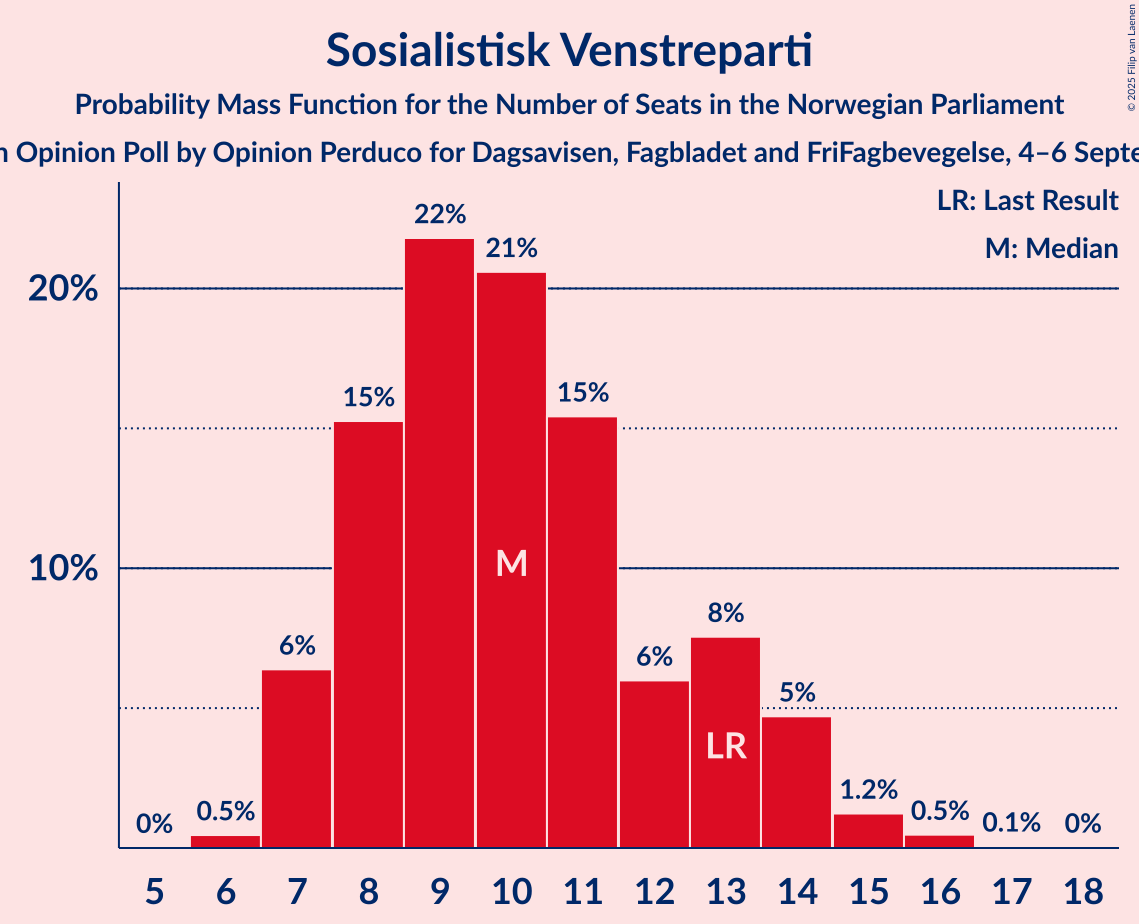 © 2025 Filip van Laenen
Sosialistisk Venstreparti
Probability Mass Function for the Number of Seats in the Norwegian Parliament
Opinion Poll by Opinion Perduco for Dagsavisen, Fagbladet and FriFagbevegelse, 4–6
LR: Last Result
M: Median
22%
21%
20%
15%
15%
10%
M
8%
6%
6%
5%
LR
1.2%
0.5%
0.5%
0.1%
0%
0%
5 6 7 8 9 10 11 12 13 14 15 16 17 18